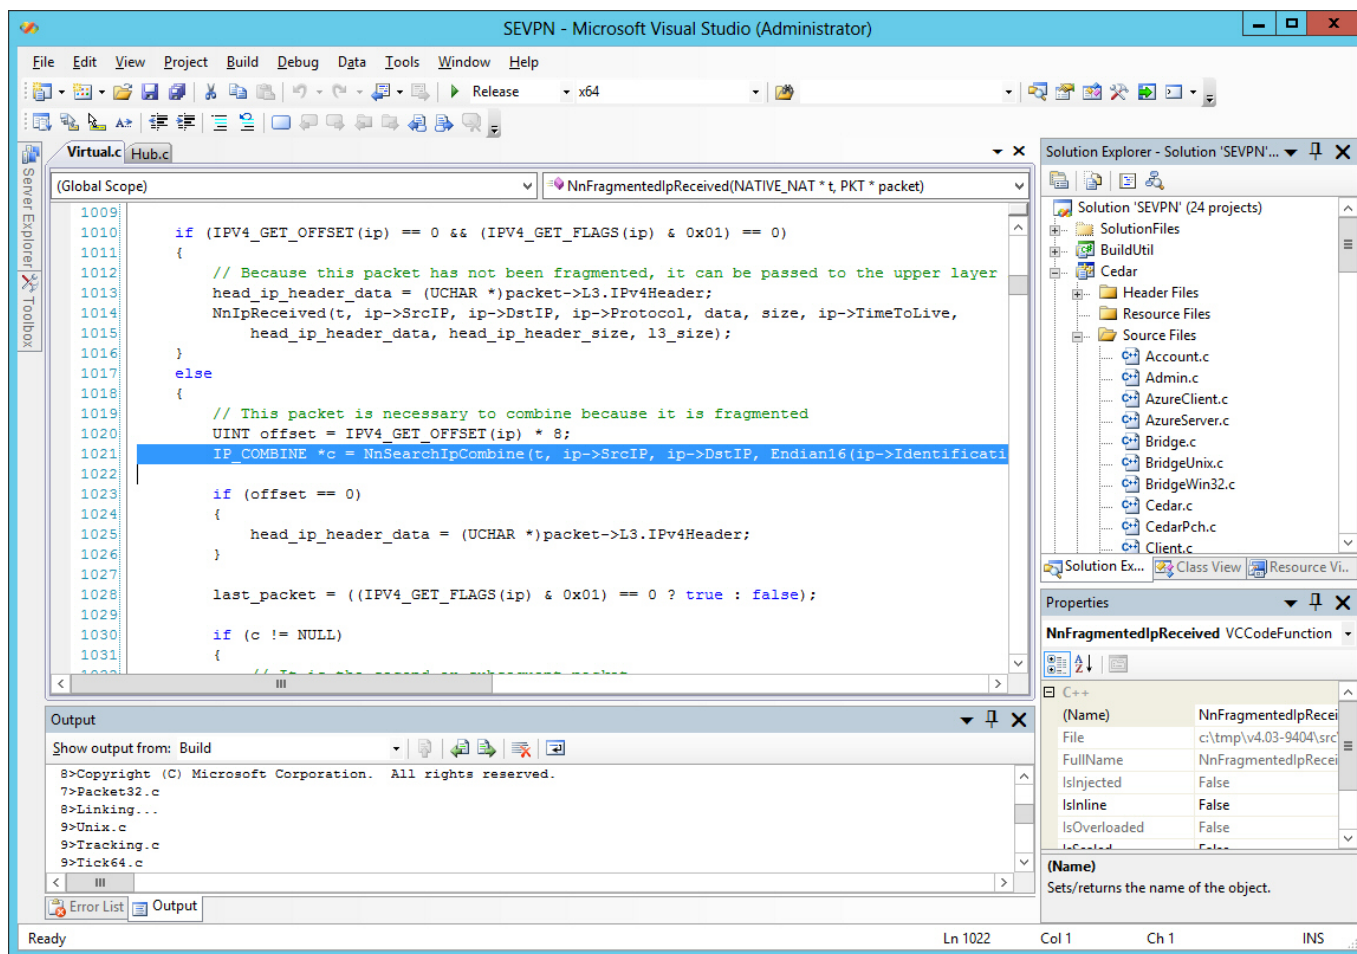 SEVPN - Microsoft Visual Studio (Administrator)
File Edit View Project Build Debug Data Tools Window Help
Release x64
Server Explorer
Toolbox
Virtual.c Hub.c
(Global Scope) NnFragmentedIpReceived(NATIVE_NAT * t, PKT * packet)
1009
1010 if (IPV4_GET_OFFSET(ip) == 0 && (IPV4_GET_FLAGS(ip) & 0x01) == 0)
1011 {
1012 // Because this packet has not been fragmented, it can be passed to the upper layer
1013 head_ip_header_data = (UCHAR *)packet->L3.IPv4Header;
1014 NnIpReceived(t, ip->SrcIP, ip->DstIP, ip->Protocol, data, size, ip->TimeToLive,
1015 head_ip_header_data, head_ip_header_size, l3_size);
1016 }
1017 else
1018 {
1019 // This packet is necessary to combine because it is fragmented
1020 UINT offset = IPV4_GET_OFFSET(ip) * 8;
1021 IP_COMBINE *c = NnSearchIpCombine(t, ip->SrcIP, ip->DstIP, Endian16(ip->Identificati
1022
1023 if (offset == 0)
1024 {
1025 head_ip_header_data = (UCHAR *)packet->L3.IPv4Header;
1026 }
1027
1028 last_packet = ((IPV4_GET_FLAGS(ip) & 0x01) == 0 ? true : false);
1029
1030 if (c != NULL)
1031 {
Output
Show output from: Build
8>Copyright (C) Microsoft Corporation. All rights reserved.
7>Packet32.c
8>Linking...
9>Unix.c
9>Tracking.c
9>Tick64.c
Error List Output
Solution Explorer - Solution 'SEVPN'...
Solution 'SEVPN' (24 projects)
SolutionFiles
BuildUtil
Cedar
Header Files
Resource Files
Source Files
Account.c
Admin.c
AzureClient.c
AzureServer.c
Bridge.c
BridgeUnix.c
BridgeWin32.c
Cedar.c
CedarPch.c
Client.c
Solution Ex... Class View Resource Vi..
Properties
NnFragmentedIpReceived VCCodeFunction
C++
(Name) NnFragmentedIpRecei
File c:\tmp\v4.03-9404\src\
FullName NnFragmentedIpRecei
IsInjected False
IsInline False
IsOverloaded False
(Name)
Sets/returns the name of the object.
Ready Ln 1022 Col 1 Ch 1 INS